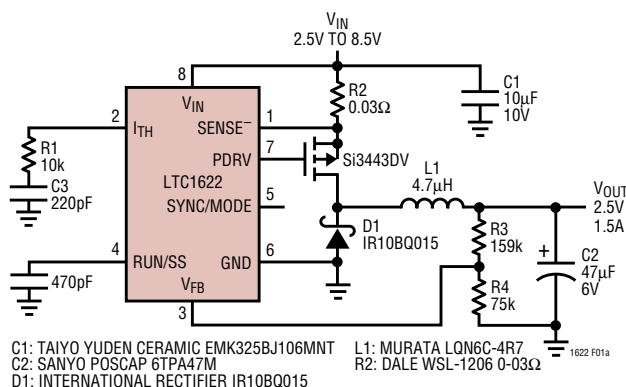 VIN
2.5V TO 8.5V
8
VIN
R2
0.03Ω
C1
10µF
10V
2
ITH
SENSE–
1
R1
10k
PDRV
7
Si3443DV
L1
4.7µH
LTC1622
C3
220pF
SYNC/MODE
5
VOUT
2.5V
1.5A
D1
IR10BQ015
R3
159k
+
C2
47µF
6V
4
RUN/SS
GND
6
470pF
VFB
3
R4
75k
C1: TAIYO YUDEN CERAMIC EMK325BJ106MNT
C2: SANYO POSCAP 6TPA47M
D1: INTERNATIONAL RECTIFIER IR10BQ015
L1: MURATA LQN6C-4R7
R2: DALE WSL-1206 0-03Ω
1622 F01a